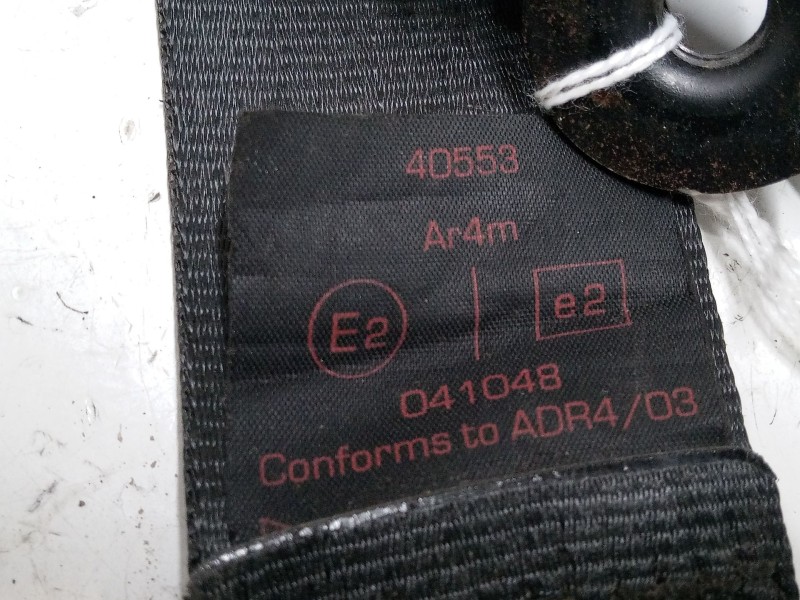 40553
Ar4m
E2 e2
041048
Conforms to ADR4/03